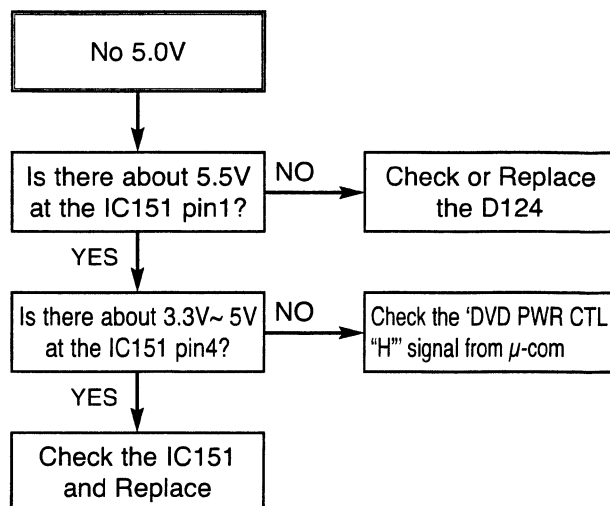 No 5.0V
Is there about 5.5V
at the IC151 pin1?
NO
Check or Replace
the D124
YES
Is there about 3.3V~ 5V
at the IC151 pin4?
NO
Check the ‘DVD PWR CTL
“H”’ signal from µ-com
YES
Check the IC151
and Replace